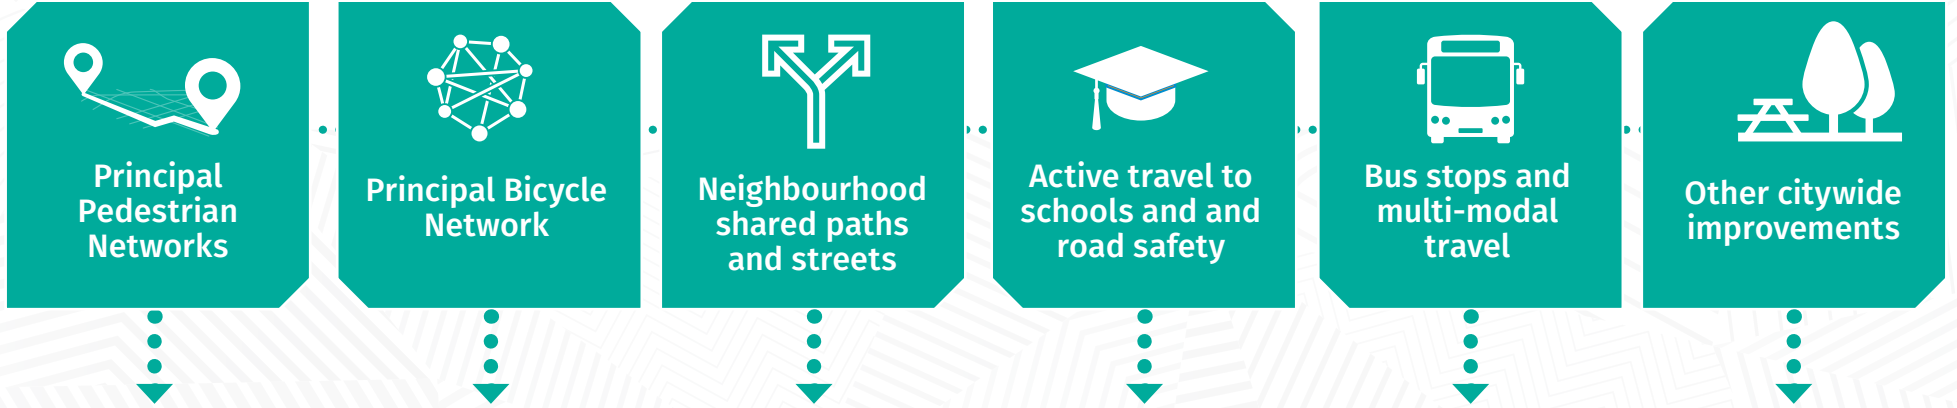 Principal
Pedestrian
Networks
Principal Bicycle
Network
Neighbourhood
shared paths
and streets
Active travel to
schools and and
road safety
Bus stops and
multi-modal
travel
Other citywide
improvements